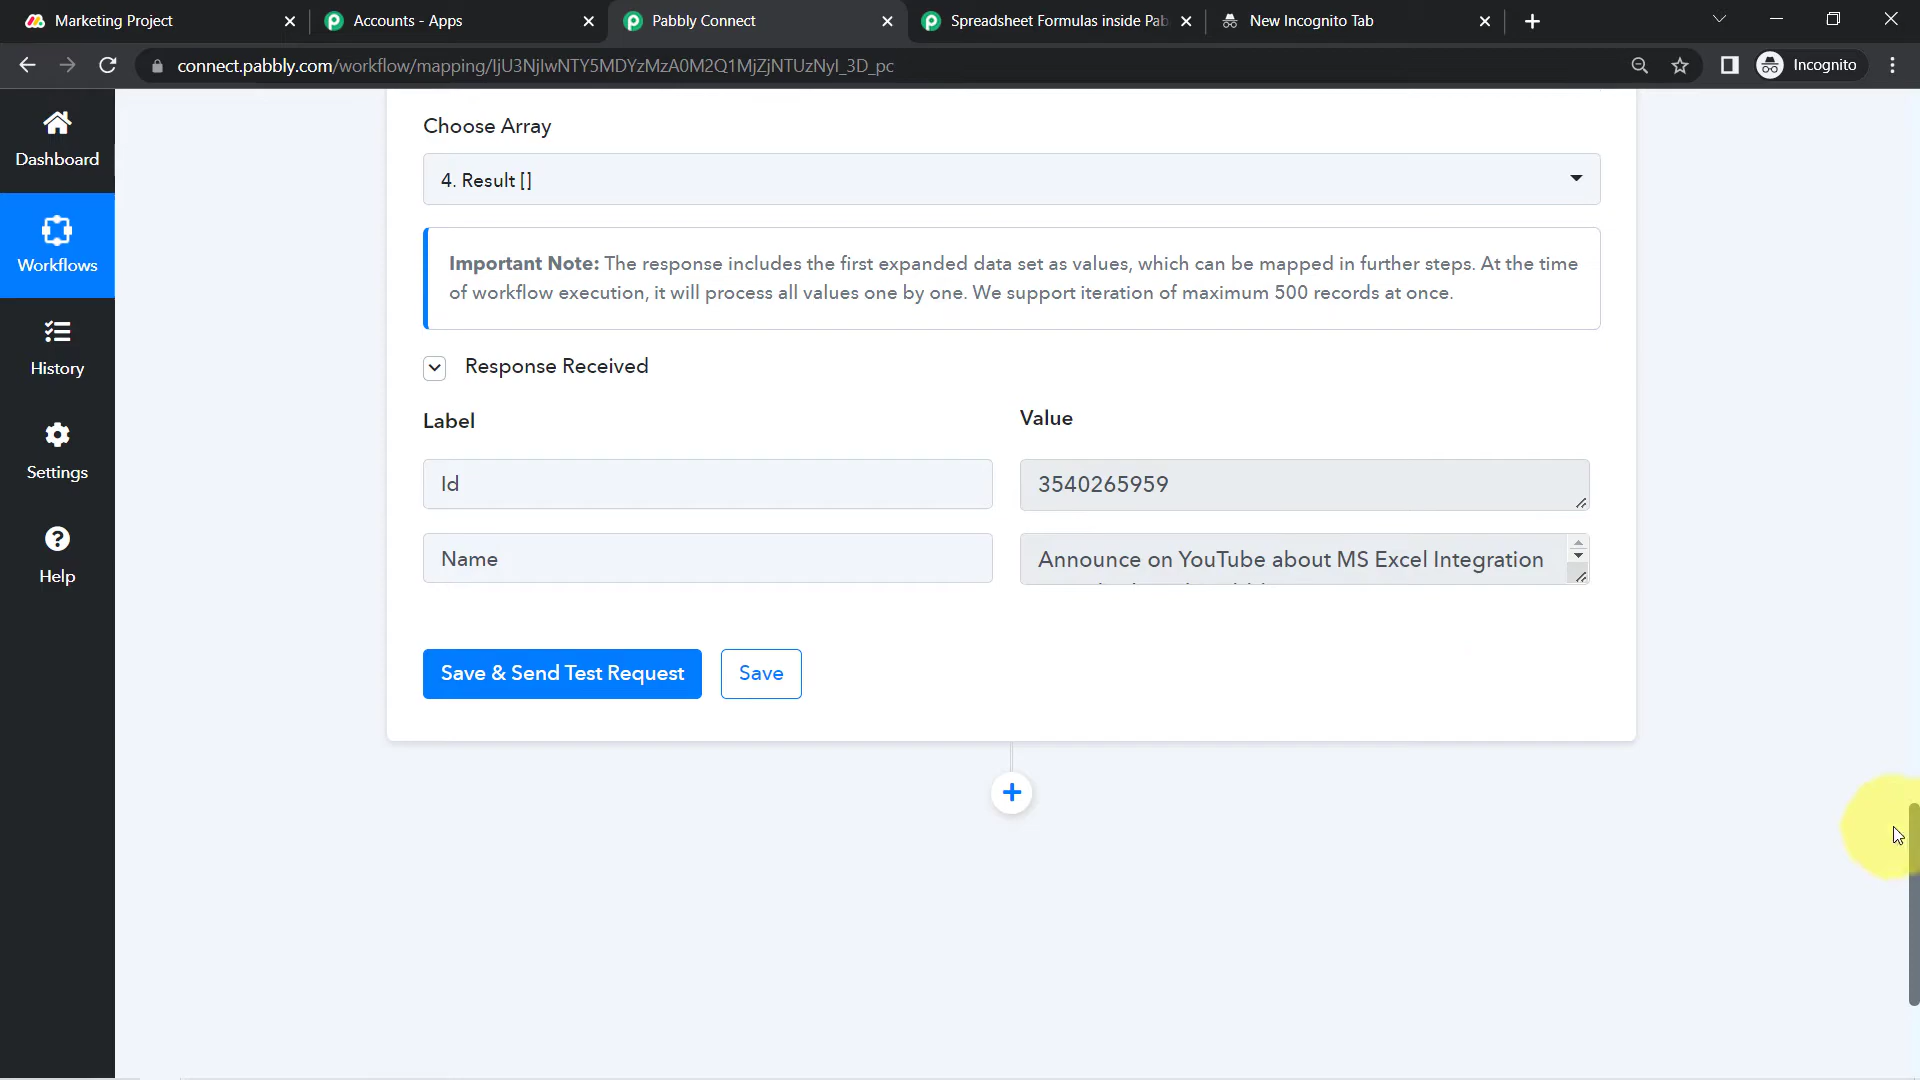 Marketing Project
Accounts - Apps
Pabbly Connect
Spreadsheet Formulas inside Pab
New Incognito Tab
connect.pabbly.com/workflow/mapping/IjU3NjIwNTY5MDYzMzA0M2Q1MjZjNTUzNyI_3D_pc
Incognito
Dashboard
Workflows
History
Settings
Help
Choose Array
4. Result []
Important Note: The response includes the first expanded data set as values, which can be mapped in further steps. At the time
of workflow execution, it will process all values one by one. We support iteration of maximum 500 records at once.
Response Received
Label
Value
Id
3540265959
Name
Announce on YouTube about MS Excel Integration
Save & Send Test Request
Save